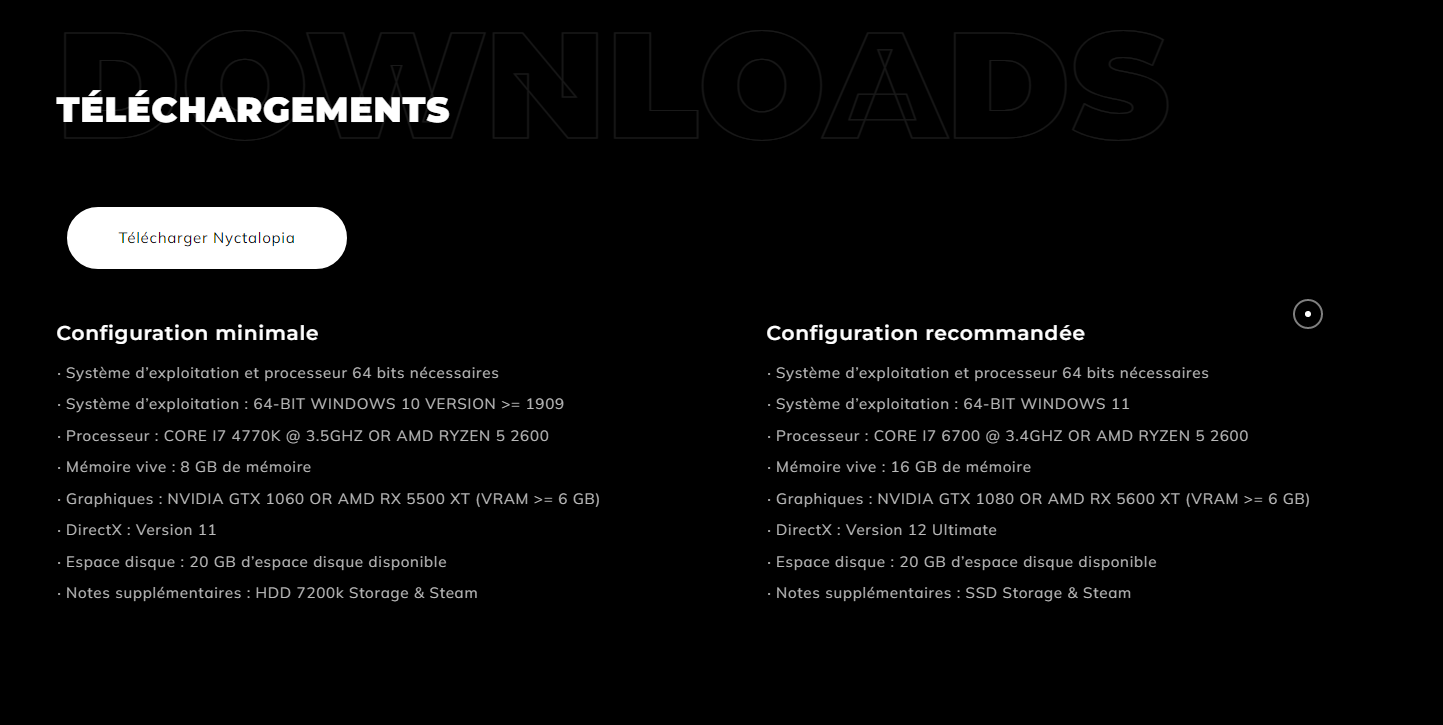 DOWNLOADS
TÉLÉCHARGEMENTS
Télécharger Nyctalopia
Configuration minimale
· Système d’exploitation et processeur 64 bits nécessaires
· Système d’exploitation : 64-BIT WINDOWS 10 VERSION >= 1909
· Processeur : CORE I7 4770K @ 3.5GHZ OR AMD RYZEN 5 2600
· Mémoire vive : 8 GB de mémoire
· Graphiques : NVIDIA GTX 1060 OR AMD RX 5500 XT (VRAM >= 6 GB)
· DirectX : Version 11
· Espace disque : 20 GB d’espace disque disponible
· Notes supplémentaires : HDD 7200k Storage & Steam
Configuration recommandée
· Système d’exploitation et processeur 64 bits nécessaires
· Système d’exploitation : 64-BIT WINDOWS 11
· Processeur : CORE I7 6700 @ 3.4GHZ OR AMD RYZEN 5 2600
· Mémoire vive : 16 GB de mémoire
· Graphiques : NVIDIA GTX 1080 OR AMD RX 5600 XT (VRAM >= 6 GB)
· DirectX : Version 12 Ultimate
· Espace disque : 20 GB d’espace disque disponible
· Notes supplémentaires : SSD Storage & Steam